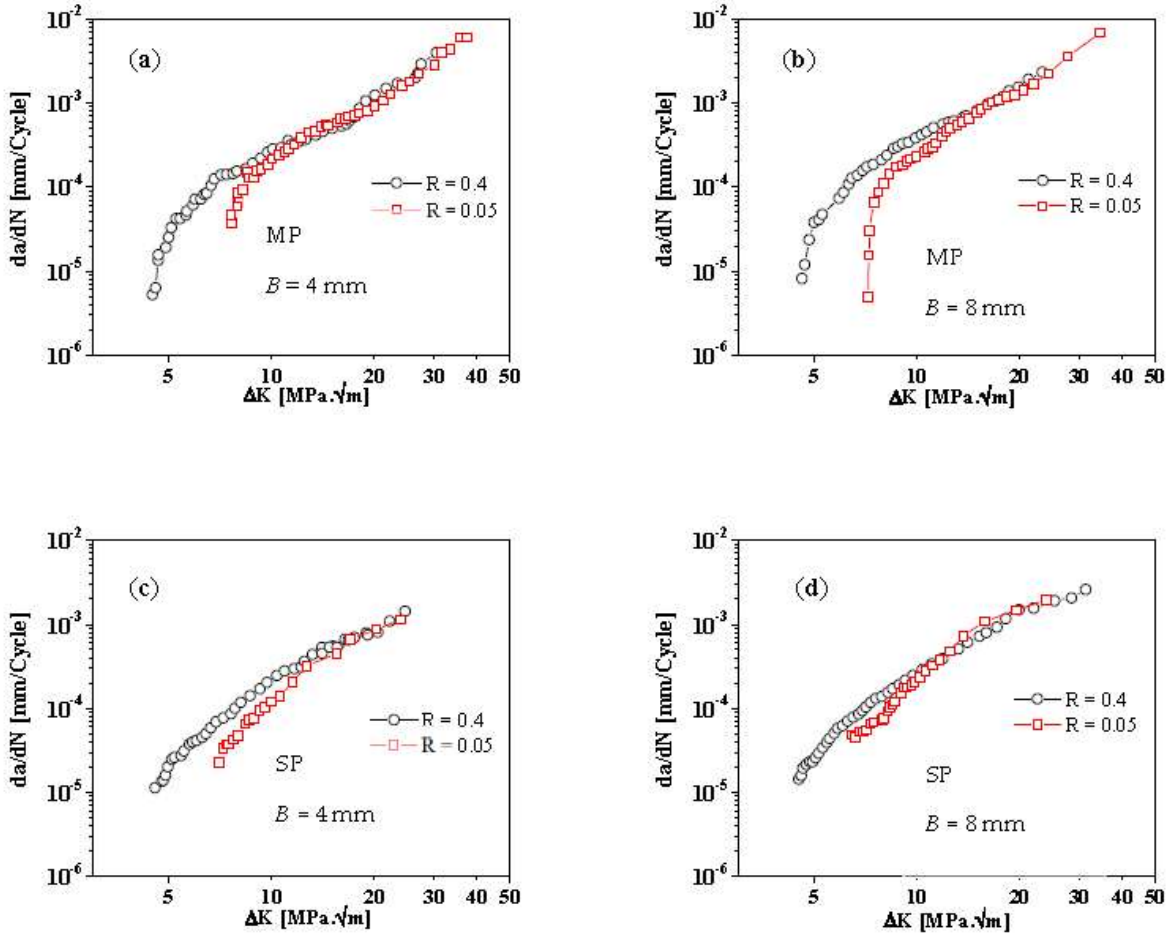 (a)
da/dN [mm/Cycle]
10-2
10-3
10-4
10-5
10-6
R = 0.4
R = 0.05
MP
B = 4 mm
5 10 20 30 40 50
ΔK [MPa.√m]
(b)
da/dN [mm/Cycle]
10-2
10-3
10-4
10-5
10-6
R = 0.4
R = 0.05
MP
B = 8 mm
5 10 20 30 40 50
ΔK [MPa.√m]
(c)
da/dN [mm/Cycle]
10-2
10-3
10-4
10-5
10-6
R = 0.4
R = 0.05
SP
B = 4 mm
5 10 20 30 40 50
ΔK [MPa.√m]
(d)
da/dN [mm/Cycle]
10-2
10-3
10-4
10-5
10-6
R = 0.4
R = 0.05
SP
B = 8 mm
5 10 20 30 40 50
ΔK [MPa.√m]